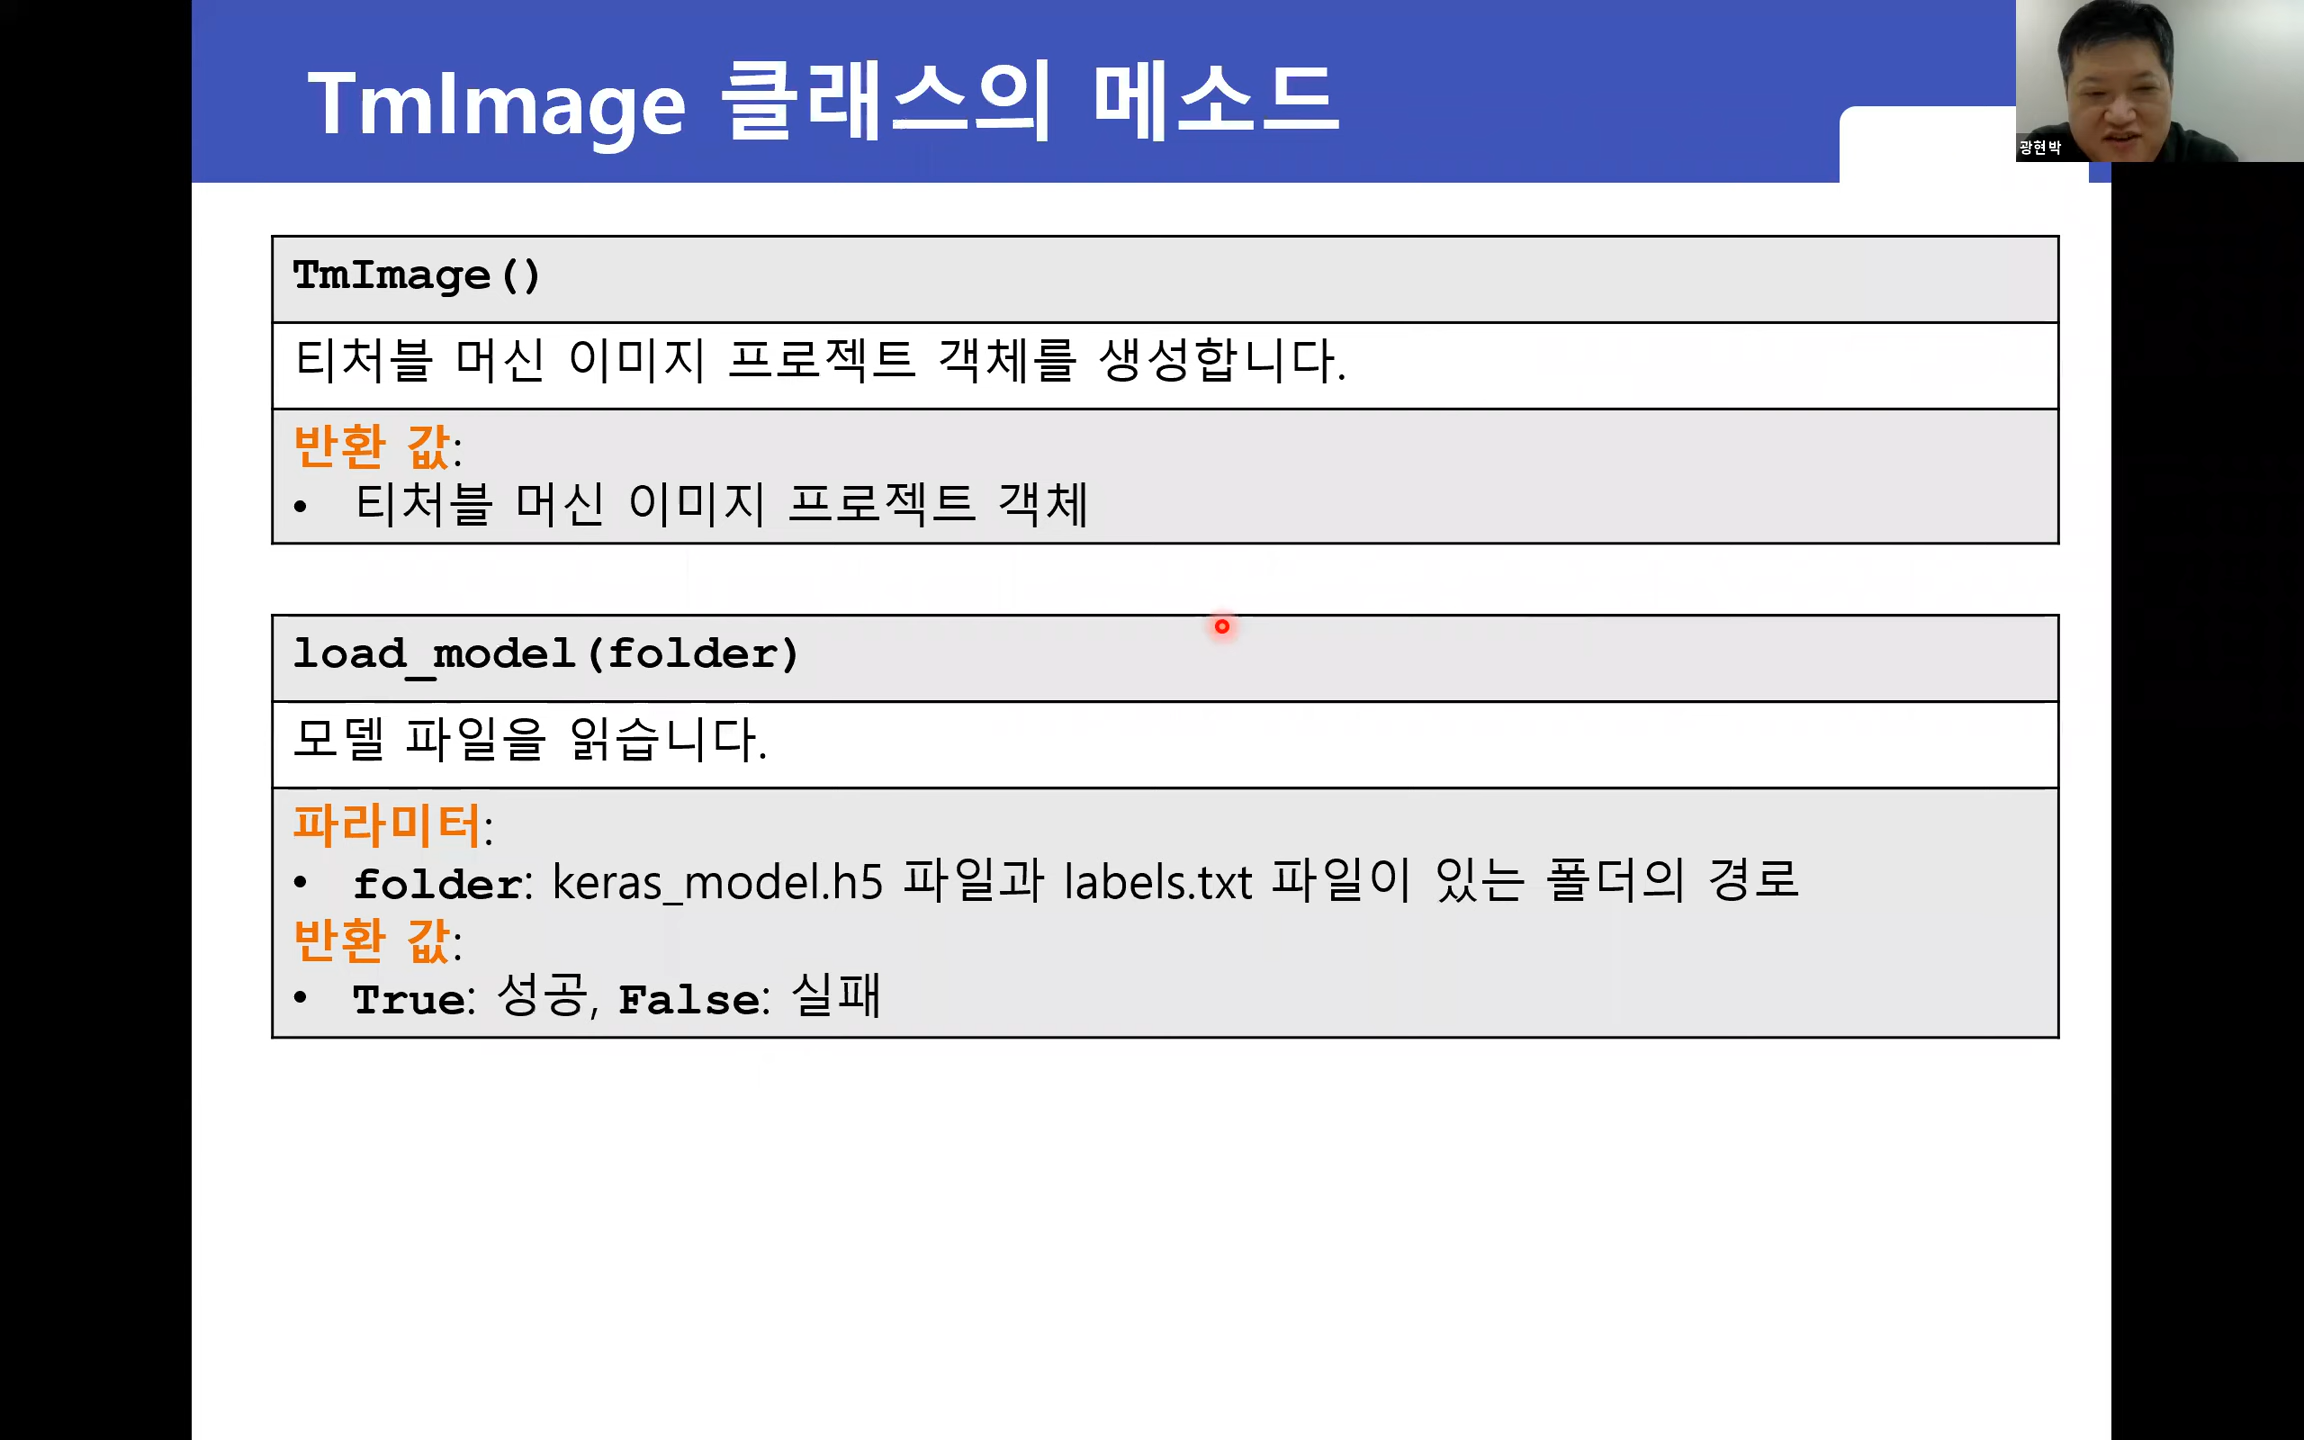 TmImage 클래스의 메소드
광현박
TmImage()
티처블 머신 이미지 프로젝트 객체를 생성합니다.
반환 값:
• 티처블 머신 이미지 프로젝트 객체
load_model(folder)
모델 파일을 읽습니다.
파라미터:
• folder: keras_model.h5 파일과 labels.txt 파일이 있는 폴더의 경로
반환 값:
• True: 성공, False: 실패